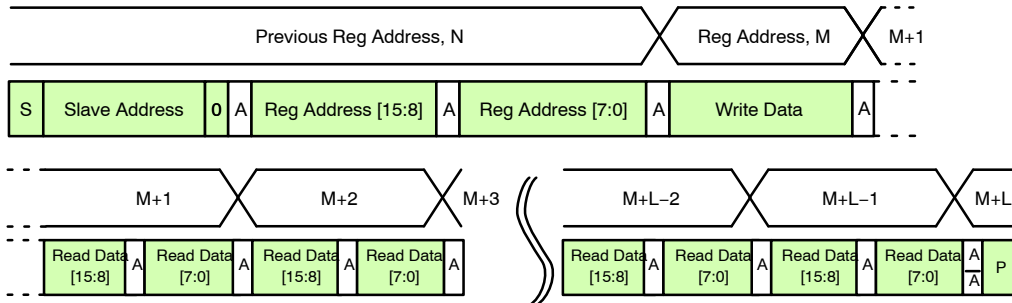 Previous Reg Address, N Reg Address, M M+1
S Slave Address 0 A Reg Address [15:8] A Reg Address [7:0] A Write Data A
M+1 M+2 M+3 M+L−2 M+L−1 M+L
Read Data A Read Data A Read Data A Read Data A Read Data A Read Data A Read Data A Read Data A P
[15:8] [7:0] [15:8] [7:0] [15:8] [7:0] [15:8] [7:0] A